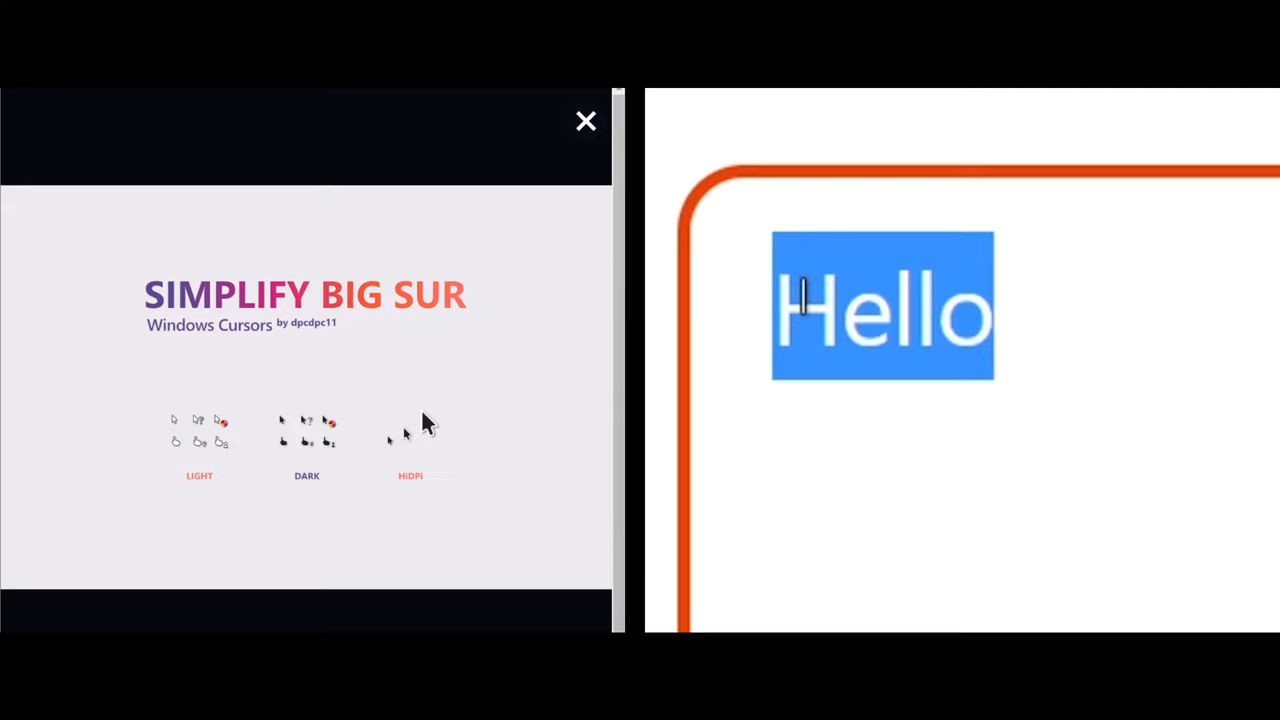 SIMPLIFY BIG SUR
Windows Cursors by dpcdpc11
LIGHT DARK HiDPi
Hello